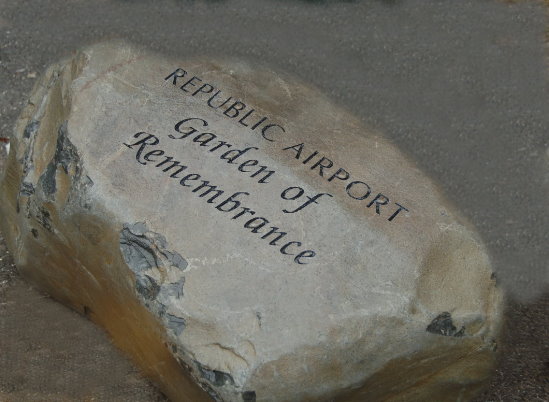 REPUBLIC AIRPORT
Garden of
Remembrance